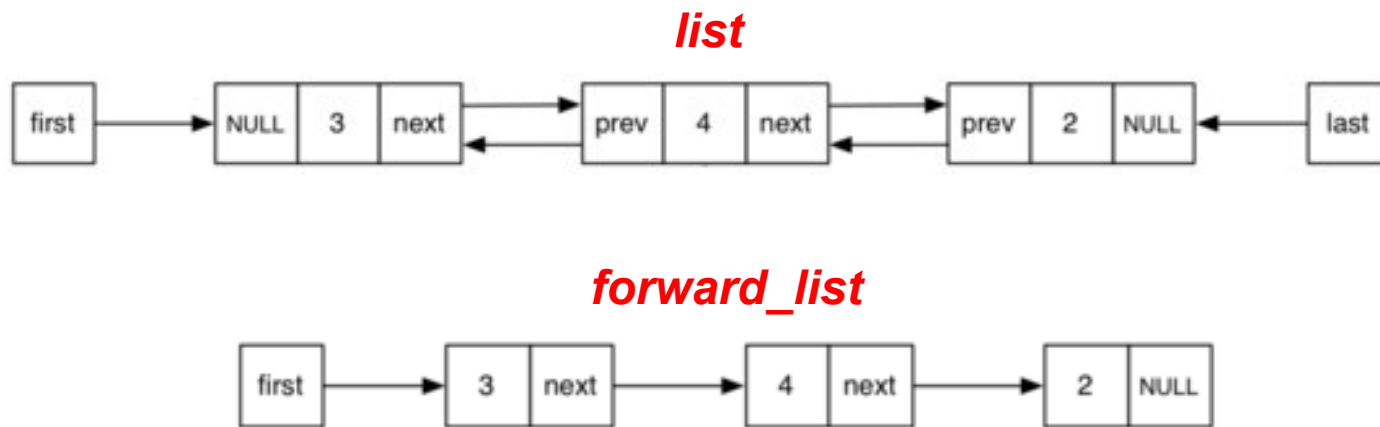 list
first NULL 3 next prev 4 next prev 2 NULL last
forward_list
first 3 next 4 next 2 NULL